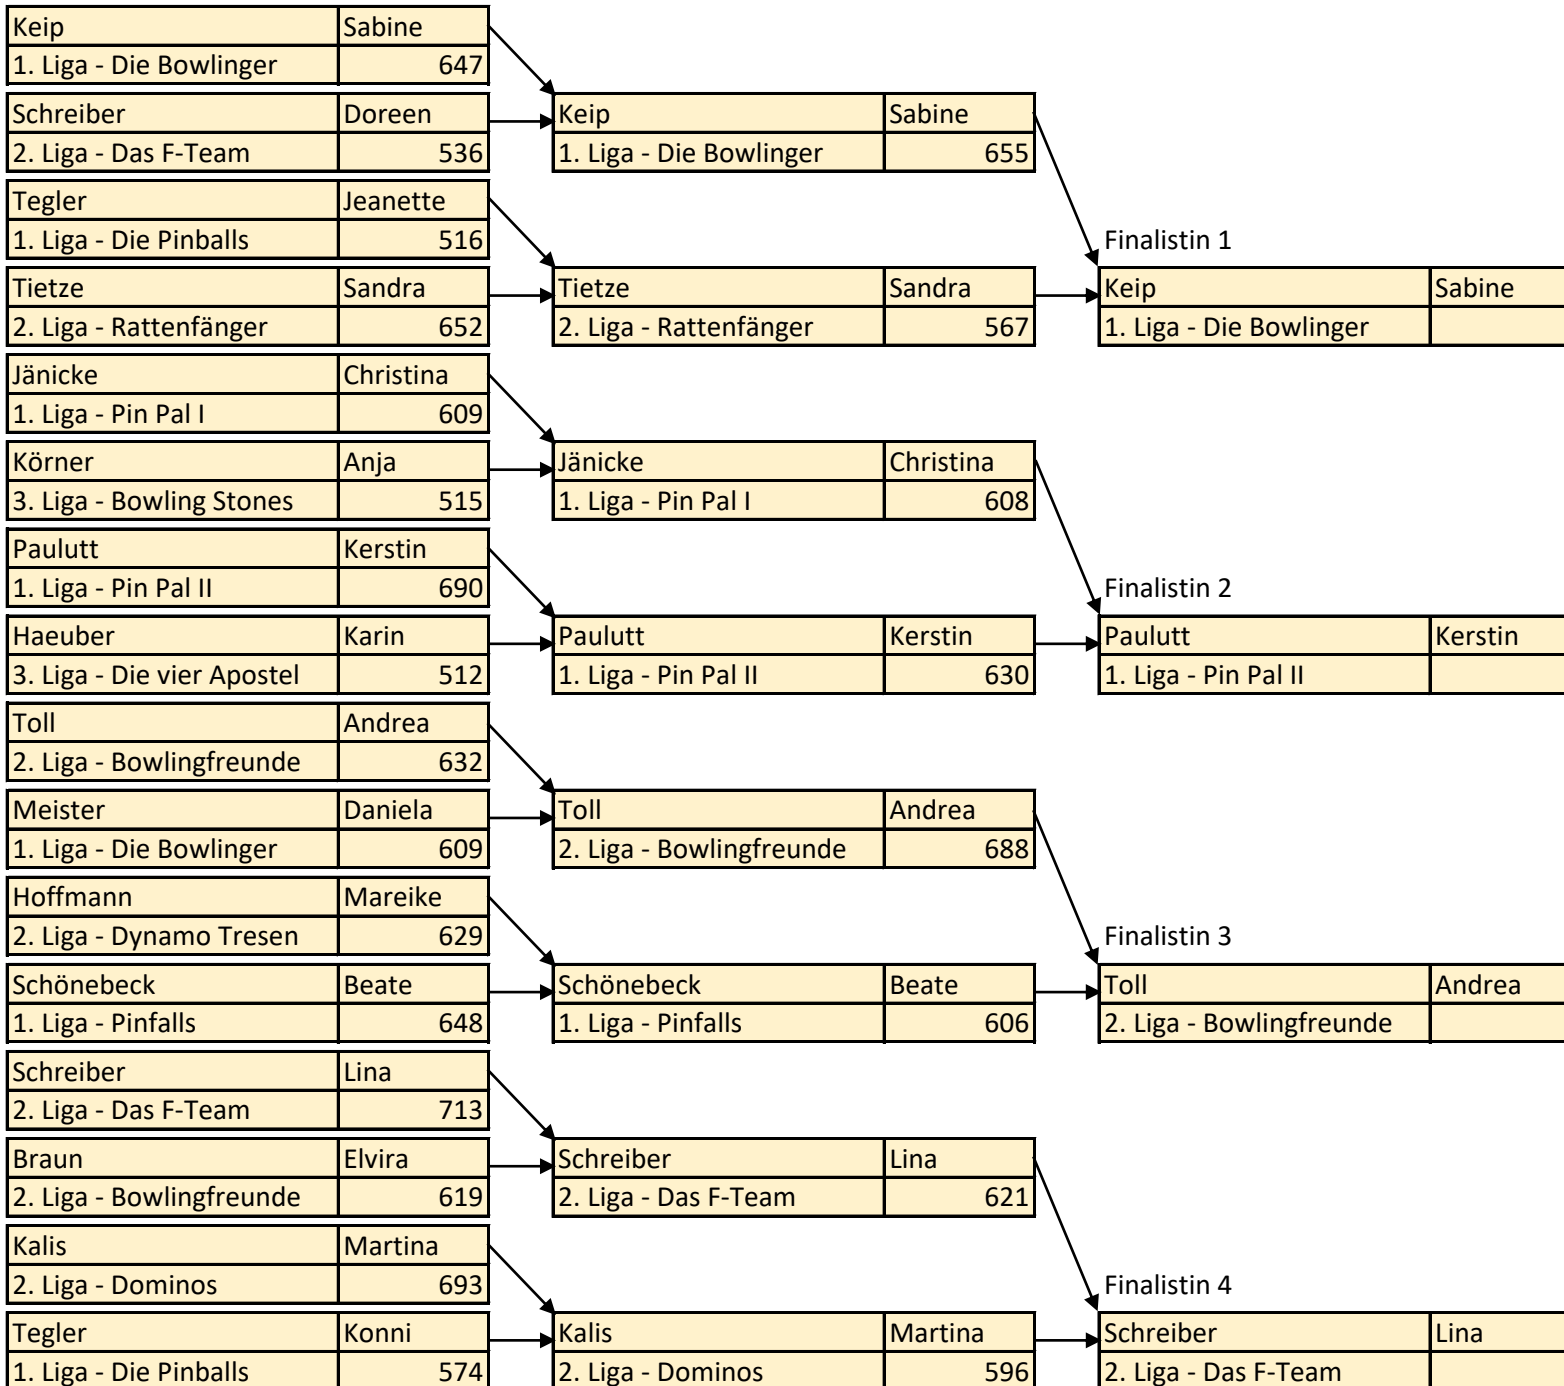 Keip Sabine
1. Liga - Die Bowlinger 647
Schreiber Doreen Keip Sabine
2. Liga - Das F-Team 536 1. Liga - Die Bowlinger 655
Tegler Jeanette
1. Liga - Die Pinballs 516 Finalistin 1
Tietze Sandra Tietze Sandra Keip Sabine
2. Liga - Rattenfänger 652 2. Liga - Rattenfänger 567 1. Liga - Die Bowlinger
Jänicke Christina
1. Liga - Pin Pal I 609
Körner Anja Jänicke Christina
3. Liga - Bowling Stones 515 1. Liga - Pin Pal I 608
Paulutt Kerstin
1. Liga - Pin Pal II 690 Finalistin 2
Haeuber Karin Paulutt Kerstin Paulutt Kerstin
3. Liga - Die vier Apostel 512 1. Liga - Pin Pal II 630 1. Liga - Pin Pal II
Toll Andrea
2. Liga - Bowlingfreunde 632
Meister Daniela Toll Andrea
1. Liga - Die Bowlinger 609 2. Liga - Bowlingfreunde 688
Hoffmann Mareike
2. Liga - Dynamo Tresen 629 Finalistin 3
Schönebeck Beate Schönebeck Beate Toll Andrea
1. Liga - Pinfalls 648 1. Liga - Pinfalls 606 2. Liga - Bowlingfreunde
Schreiber Lina
2. Liga - Das F-Team 713
Braun Elvira Schreiber Lina
2. Liga - Bowlingfreunde 619 2. Liga - Das F-Team 621
Kalis Martina
2. Liga - Dominos 693 Finalistin 4
Tegler Konni Kalis Martina Schreiber Lina
1. Liga - Die Pinballs 574 2. Liga - Dominos 596 2. Liga - Das F-Team